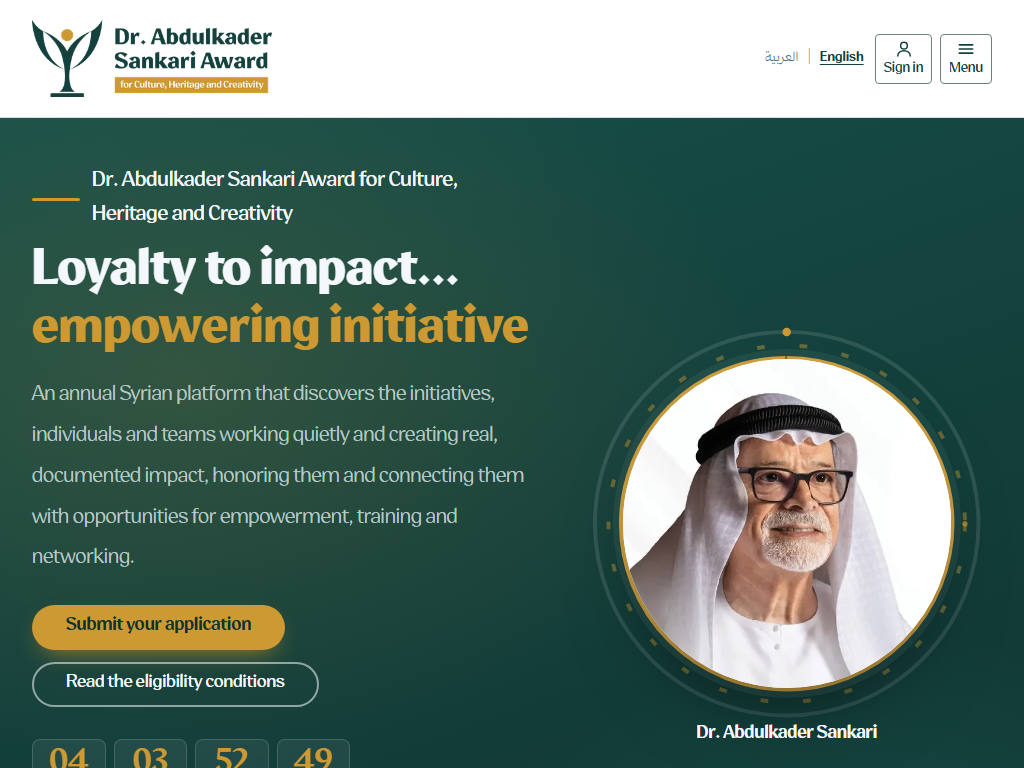 Dr. Abdulkader
Sankari Award
for Culture, Heritage and Creativity
العربية
English
Sign in
Menu
Dr. Abdulkader Sankari Award for Culture,
Heritage and Creativity
Loyalty to impact...
empowering initiative
An annual Syrian platform that discovers the initiatives,
individuals and teams working quietly and creating real,
documented impact, honoring them and connecting them
with opportunities for empowerment, training and
networking.
Submit your application
Read the eligibility conditions
04 03 52 49
Dr. Abdulkader Sankari